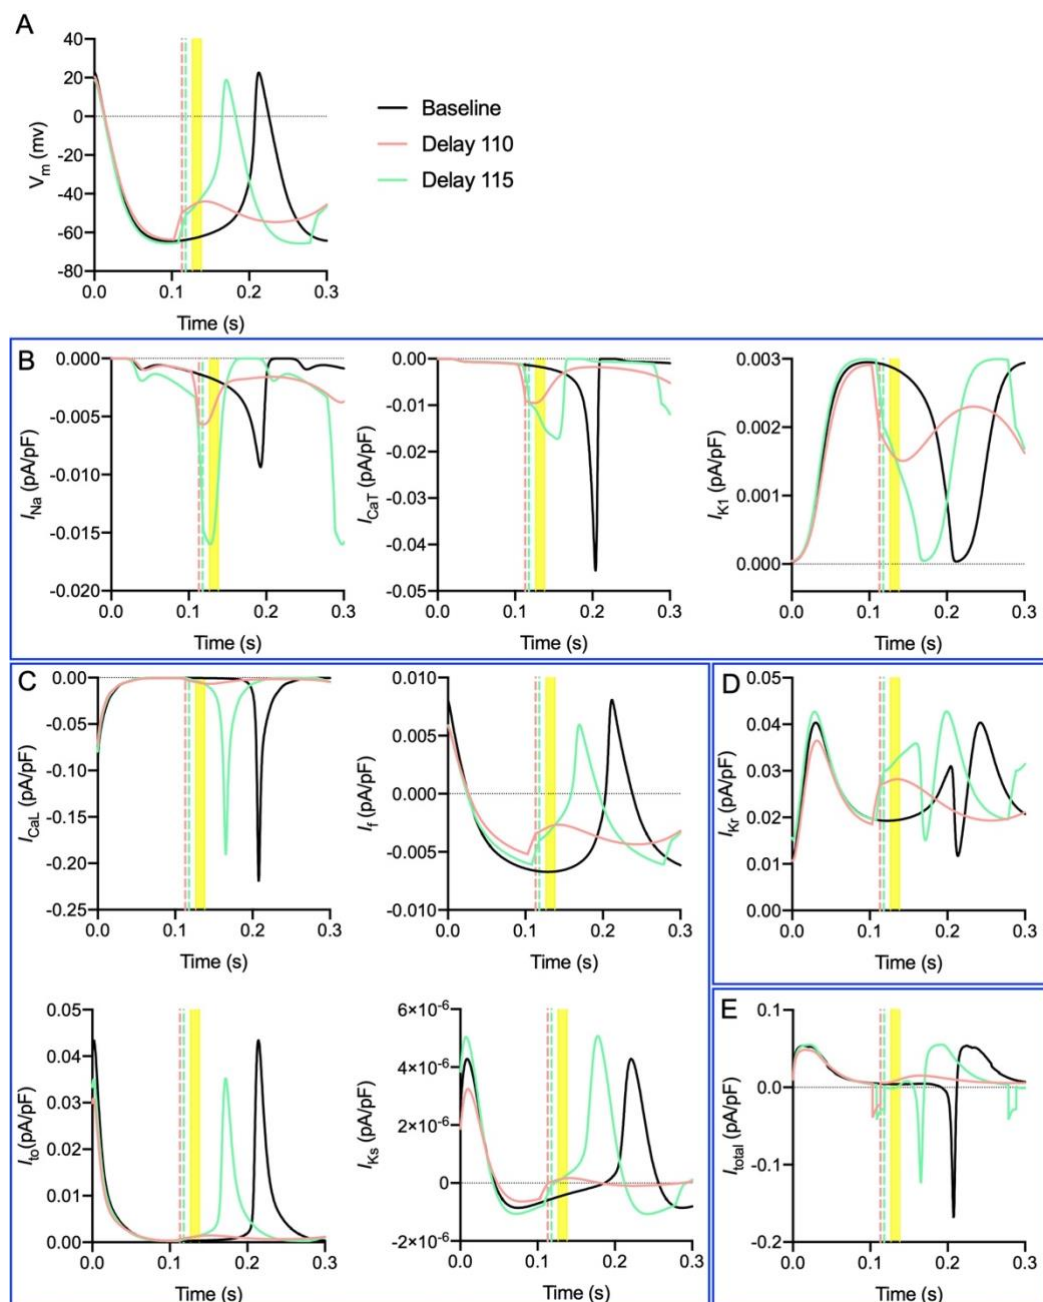 A
40
20
0
-20
-40
-60
-80
Vm (mv)
0.0 0.1 0.2 0.3
Time (s)
Baseline
Delay 110
Delay 115
B
0.000
-0.005
-0.010
-0.015
-0.020
INa (pA/pF)
0.0 0.1 0.2 0.3
Time (s)
0.00
-0.01
-0.02
-0.03
-0.04
-0.05
ICaT (pA/pF)
0.0 0.1 0.2 0.3
Time (s)
0.003
0.002
0.001
0.000
IK1 (pA/pF)
0.0 0.1 0.2 0.3
Time (s)
C
0.00
-0.05
-0.10
-0.15
-0.20
-0.25
ICaL (pA/pF)
0.0 0.1 0.2 0.3
Time (s)
0.010
0.005
0.000
-0.005
-0.010
If (pA/pF)
0.0 0.1 0.2 0.3
Time (s)
D
0.05
0.04
0.03
0.02
0.01
0.00
IKr (pA/pF)
0.0 0.1 0.2 0.3
Time (s)
0.05
0.04
0.03
0.02
0.01
0.00
Ito(pA/pF)
0.0 0.1 0.2 0.3
Time (s)
6×10-6
4×10-6
2×10-6
0
-2×10-6
IKs (pA/pF)
0.0 0.1 0.2 0.3
Time (s)
E
0.1
0.0
-0.1
-0.2
Itotal (pA/pF)
0.0 0.1 0.2 0.3
Time (s)